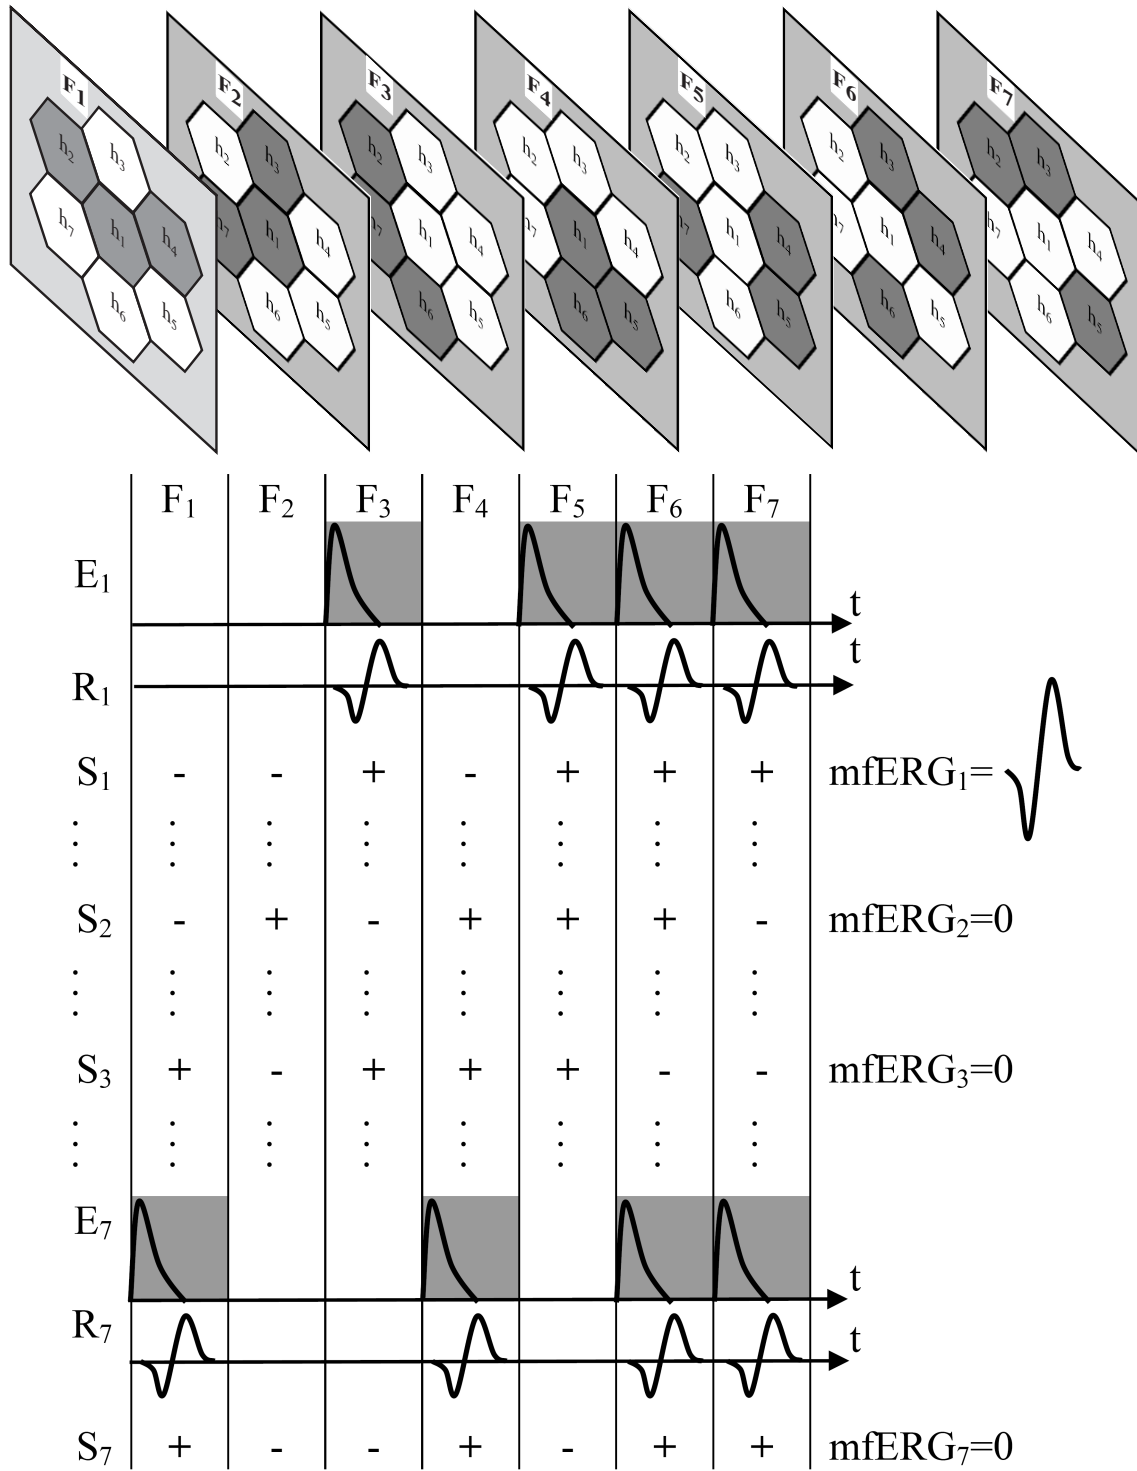 F1 F2 F3 F4 F5 F6 F7
h2 h3 h7 h1 h4 h6 h5
h2 h3 h7 h1 h4 h6 h5
h2 h3 h7 h1 h4 h6 h5
h2 h3 h7 h1 h4 h6 h5
h2 h3 h7 h1 h4 h6 h5
h2 h3 h7 h1 h4 h6 h5
h2 h3 h7 h1 h4 h6 h5
F1 F2 F3 F4 F5 F6 F7
E1 t
R1 t
S1 - - + - + + + mfERG1=
S2 - + - + + + - mfERG2=0
S3 + - + + + - - mfERG3=0
E7 t
R7 t
S7 + - - + - + + mfERG7=0